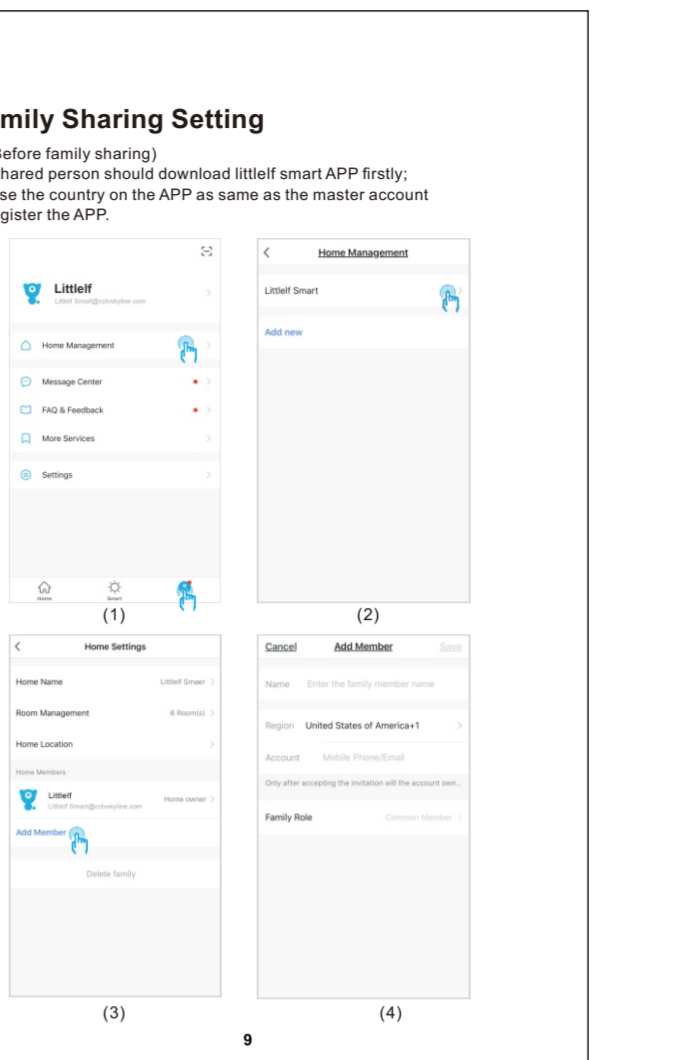 mily Sharing Setting
Before family sharing)
hared person should download littlelf smart APP firstly;
se the country on the APP as same as the master account
gister the APP.
Littlelf
Littlelf Smart@cdvskyline.com
Home Management
Message Center
FAQ & Feedback
More Services
Settings
Home
Smart
(1)
Home Management
Littlelf Smart
Add new
(2)
Home Settings
Home Name Littlelf Smaer
Room Management 6 Room(s)
Home Location
Home Members
Littlelf
Littlelf Smart@cdvskyline.com
Home owner
Add Member
Delete family
(3)
Cancel Add Member Save
Name Enter the family member name
Region United States of America+1
Account Mobile Phone/Email
Only after accepting the invitation will the account own...
Family Role Common Member
(4)
9